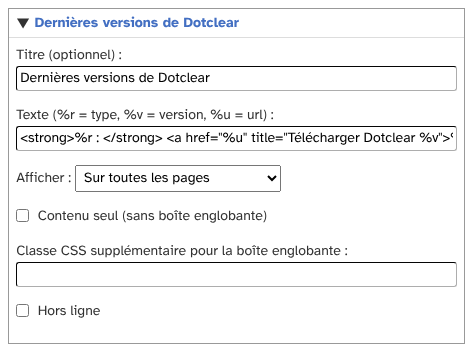 ▼ Dernières versions de Dotclear
Titre (optionnel) :
Dernières versions de Dotclear
Texte (%r = type, %v = version, %u = url) :
<strong>%r : </strong> <a href="%u" title="Télécharger Dotclear %v">
Afficher : Sur toutes les pages
Contenu seul (sans boîte englobante)
Classe CSS supplémentaire pour la boîte englobante :
Hors ligne